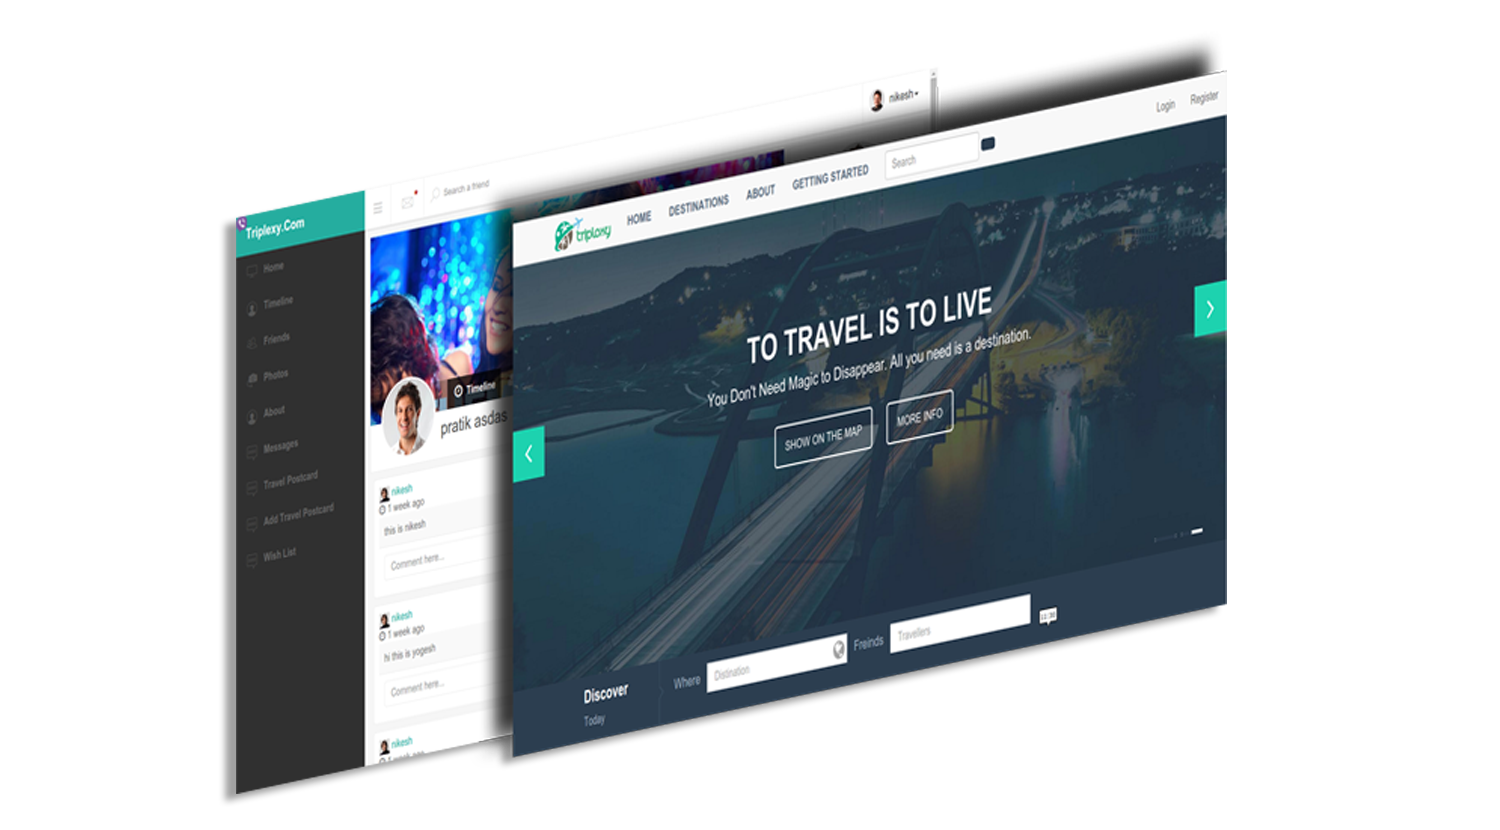 nikesh
Search a friend
Triplexy.Com
Home
Timeline
Friends
Photos
About
Messages
Travel Postcard
Add Travel Postcard
Wish List
Timeline
pratik asdas
nikesh
1 week ago
this is nikesh
Comment here...
nikesh
1 week ago
hi this is yogesh
Comment here...
nikesh
Login Register
triplexy HOME DESTINATIONS ABOUT GETTING STARTED Search
TO TRAVEL IS TO LIVE
You Don't Need Magic to Disappear. All you need is a destination.
SHOW ON THE MAP MORE INFO
Discover Where Distination Freinds Travellers
Today